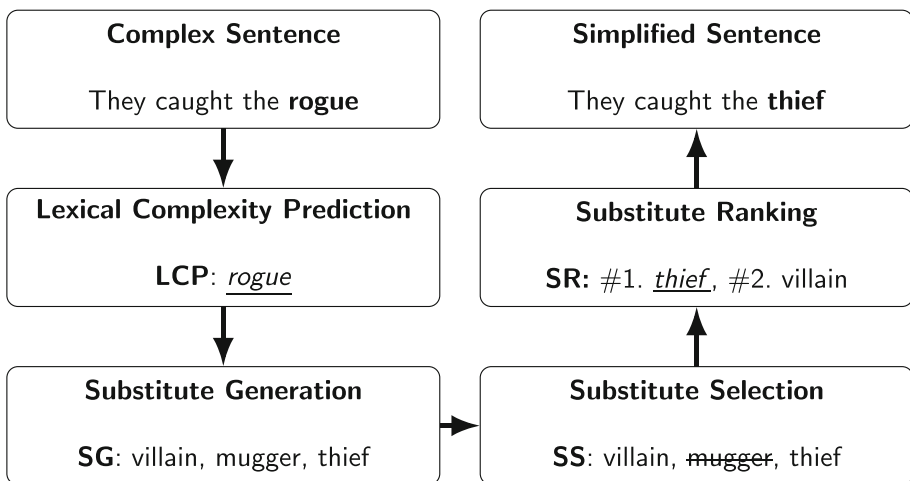 Complex Sentence
They caught the rogue
Lexical Complexity Prediction
LCP: rogue
Substitute Generation
SG: villain, mugger, thief
Substitute Selection
SS: villain, mugger, thief
Substitute Ranking
SR: #1. thief, #2. villain
Simplified Sentence
They caught the thief